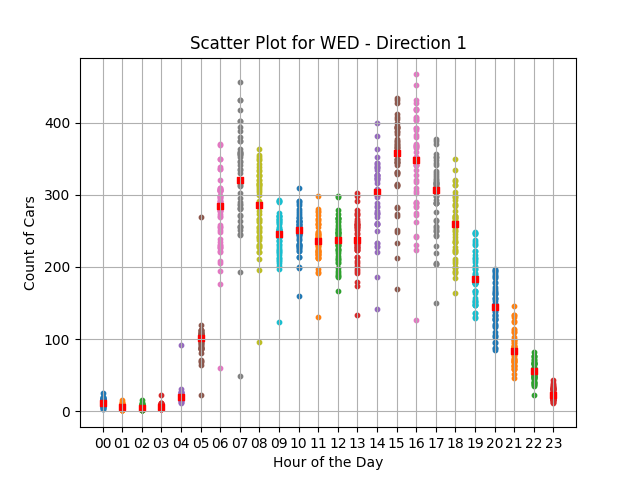 Scatter Plot for WED - Direction 1
Count of Cars
400
300
200
100
0
00 01 02 03 04 05 06 07 08 09 10 11 12 13 14 15 16 17 18 19 20 21 22 23
Hour of the Day